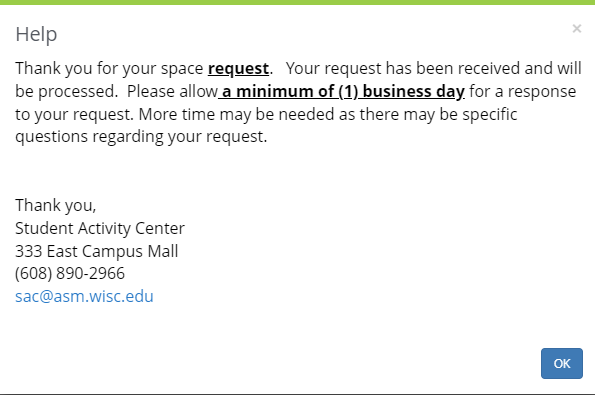 Help
×
Thank you for your space request.   Your request has been received and will
be processed.  Please allow a minimum of (1) business day for a response
to your request. More time may be needed as there may be specific
questions regarding your request.
Thank you,
Student Activity Center
333 East Campus Mall
(608) 890-2966
sac@asm.wisc.edu
OK